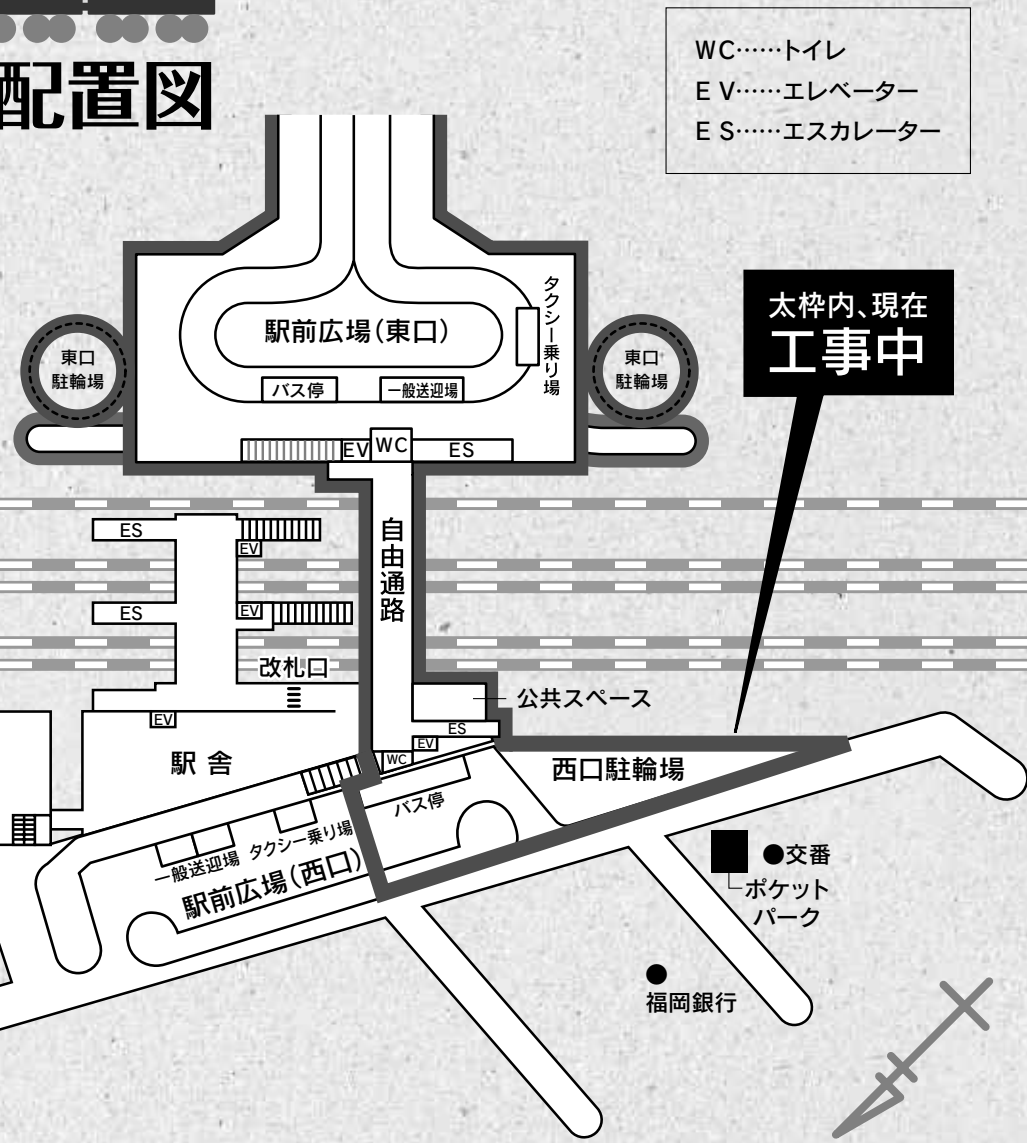 配置図
WC……トイレ
EV……エレベーター
ES……エスカレーター
太枠内、現在
工事中
駅前広場(東口)
タクシー乗り場
バス停
一般送迎場
東口
駐輪場
東口
駐輪場
EV
WC
ES
自由通路
ES
EV
ES
EV
改札口
公共スペース
EV
ES
EV
WC
駅舎
西口駐輪場
バス停
タクシー乗り場
一般送迎場
駅前広場(西口)
●交番
ポケット
パーク
福岡銀行